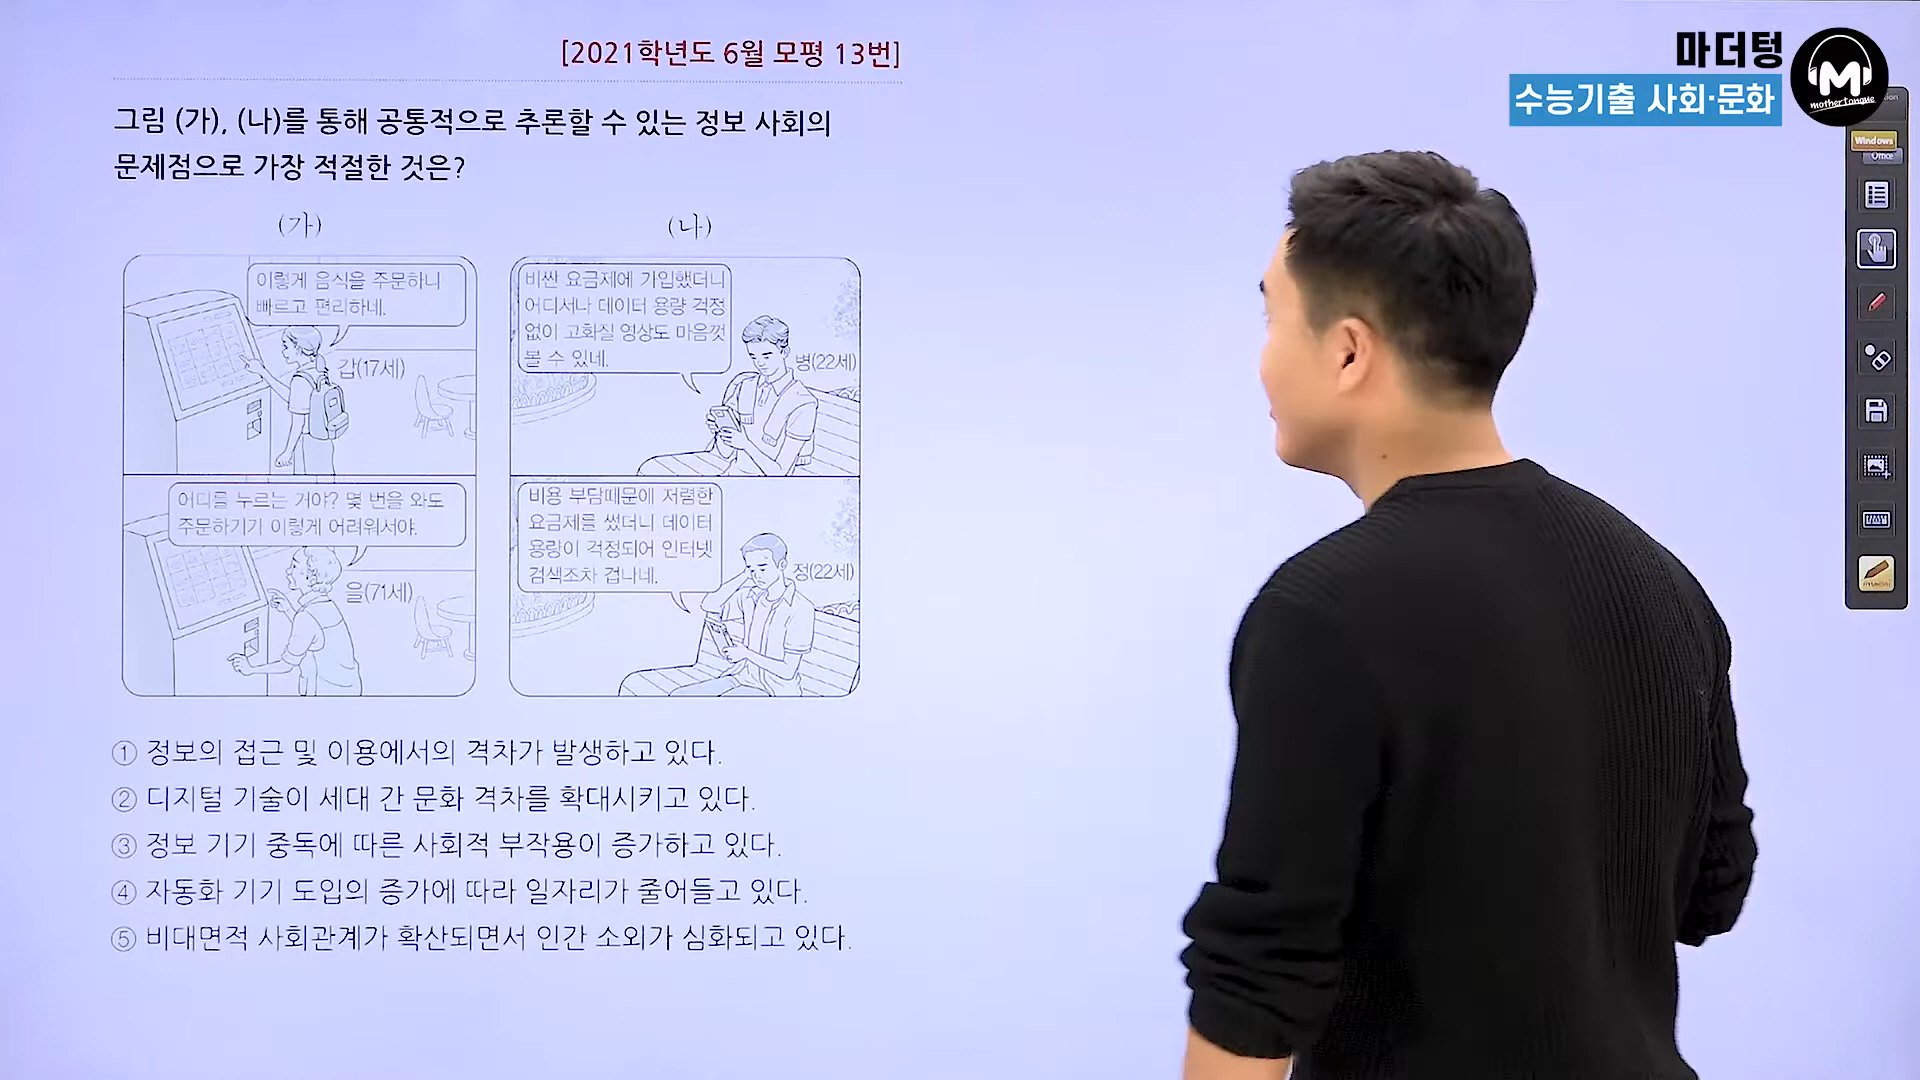 [2021학년도 6월 모평 13번]
마더텅
수능기출 사회·문화
M
mothertongue
그림 (가), (나)를 통해 공통적으로 추론할 수 있는 정보 사회의
문제점으로 가장 적절한 것은?
(가)
(나)
이렇게 음식을 주문하니
빠르고 편리하네.
갑(17세)
어디를 누르는 거야? 몇 번을 와도
주문하기가 이렇게 어려워서야.
을(71세)
비싼 요금제에 가입했더니
어디서나 데이터 용량 걱정
없이 고화질 영상도 마음껏
볼 수 있네.
병(22세)
비용 부담때문에 저렴한
요금제를 썼더니 데이터
용량이 걱정되어 인터넷
검색조차 겁나네.
정(22세)
① 정보의 접근 및 이용에서의 격차가 발생하고 있다.
② 디지털 기술이 세대 간 문화 격차를 확대시키고 있다.
③ 정보 기기 중독에 따른 사회적 부작용이 증가하고 있다.
④ 자동화 기기 도입의 증가에 따라 일자리가 줄어들고 있다.
⑤ 비대면적 사회관계가 확산되면서 인간 소외가 심화되고 있다.
Windows
Office